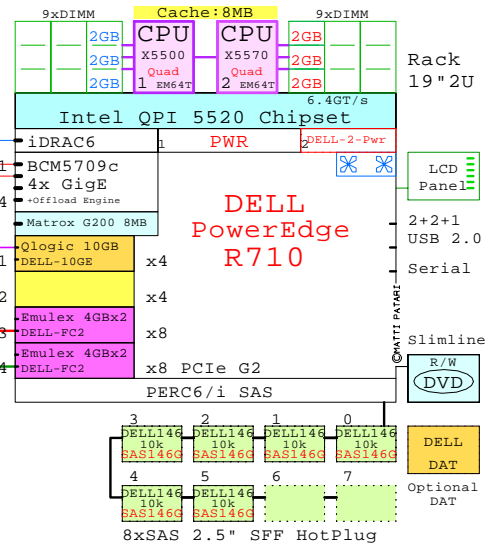 9xDIMM
Cache:8MB
9xDIMM
2GB
2GB
2GB
CPU
X5500
Quad
1 EM64T
CPU
X5570
Quad
2 EM64T
2GB
2GB
2GB
Rack
19"2U
6.4GT/s
Intel QPI 5520 Chipset
iDRAC6
1
PWR
2
DELL-2-Pwr
1
BCM5709c
4x GigE
4
+Offload Engine
Matrox G200 8MB
LCD
Panel
DELL
PowerEdge
R710
2+2+1
USB 2.0
Serial
1
Qlogic 10GB
DELL-10GE
x4
2
x4
3
Emulex 4GBx2
DELL-FC2
x8
4
Emulex 4GBx2
DELL-FC2
x8 PCIe G2
©MATTI PATARI
Slimline
R/W
DVD
PERC6/i SAS
3
DELL146
10k
SAS146G
2
DELL146
10k
SAS146G
1
DELL146
10k
SAS146G
0
DELL146
10k
SAS146G
DELL
DAT
Optional
DAT
4
DELL146
10k
SAS146G
5
DELL146
10k
SAS146G
6
7
8xSAS 2.5" SFF HotPlug